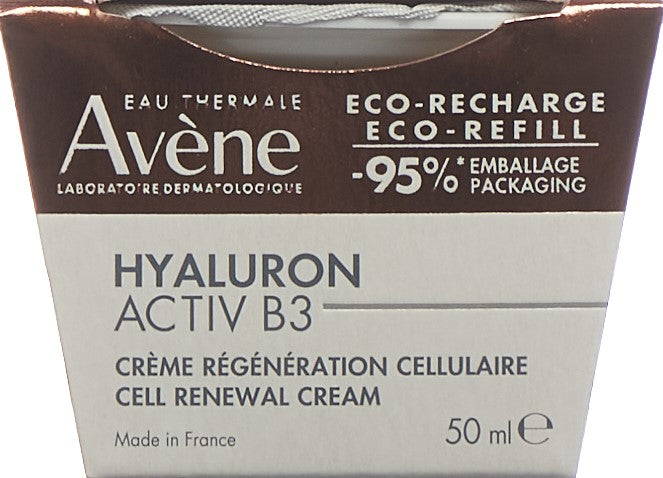 EAU THERMALE
Avène
LABORATOIRE DERMATOLOGIQUE
ECO-RECHARGE
ECO-REFILL
-95%* EMBALLAGE
PACKAGING
HYALURON
ACTIV B3
CRÈME RÉGÉNÉRATION CELLULAIRE
CELL RENEWAL CREAM
Made in France
50 ml ℮